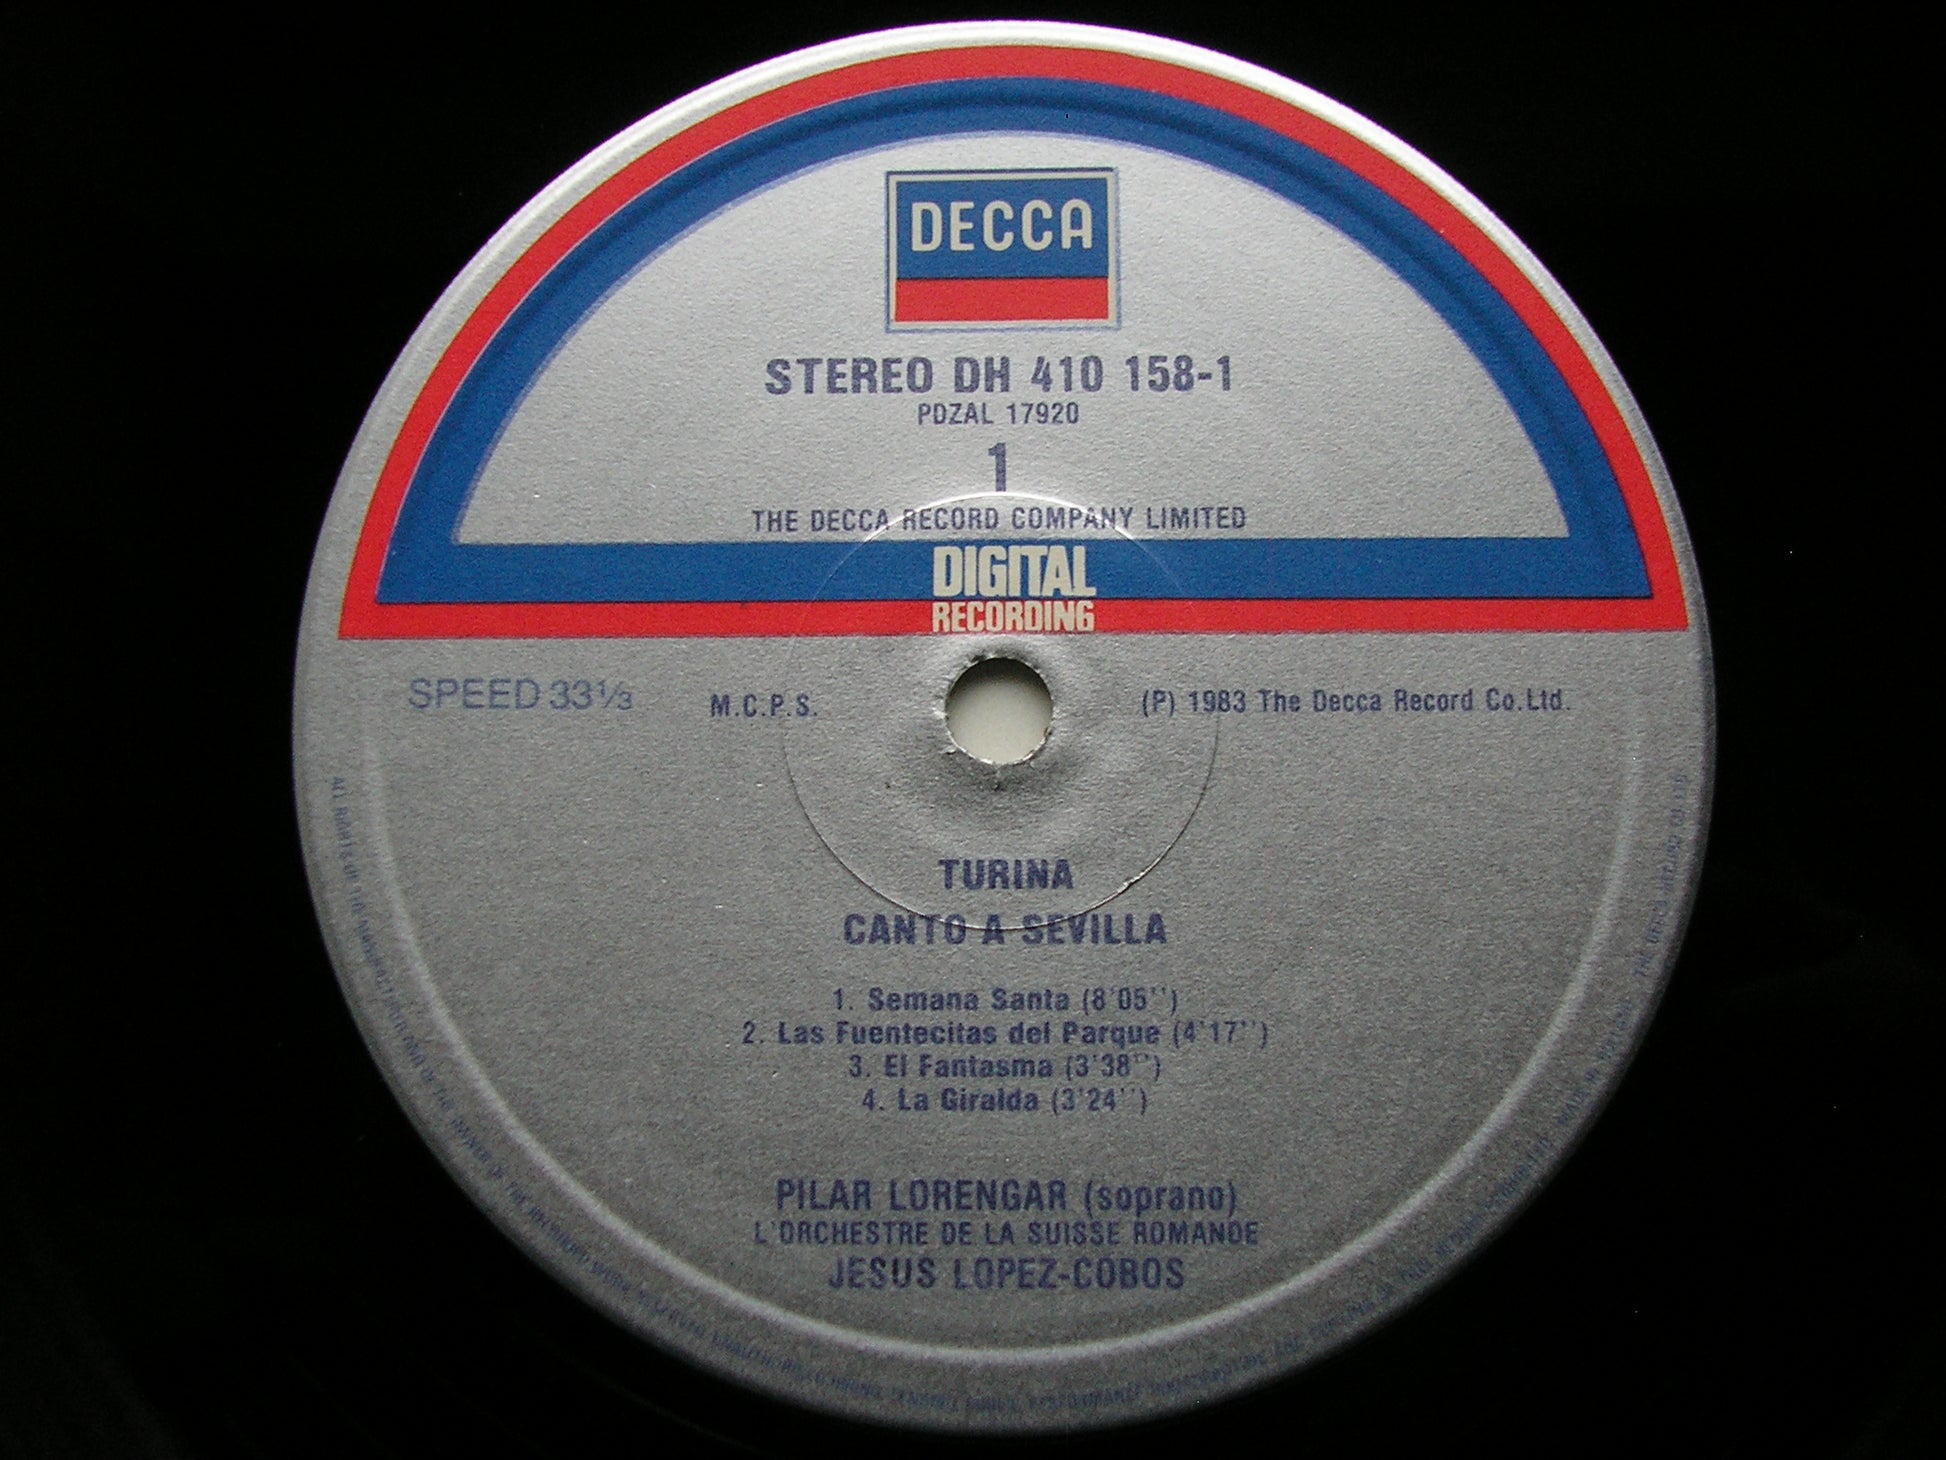 DECCA
STEREO DH 410 158-1
PDZAL 17920
1
THE DECCA RECORD COMPANY LIMITED
DIGITAL
RECORDING
SPEED 33⅓
M.C.P.S.
(P) 1983 The Decca Record Co.Ltd.
TURINA
CANTO A SEVILLA
1. Semana Santa (8'05'')
2. Las Fuentecitas del Parque (4'17'')
3. El Fantasma (3'38'')
4. La Giralda (3'24'')
PILAR LORENGAR (soprano)
L'ORCHESTRE DE LA SUISSE ROMANDE
JESUS LOPEZ-COBOS